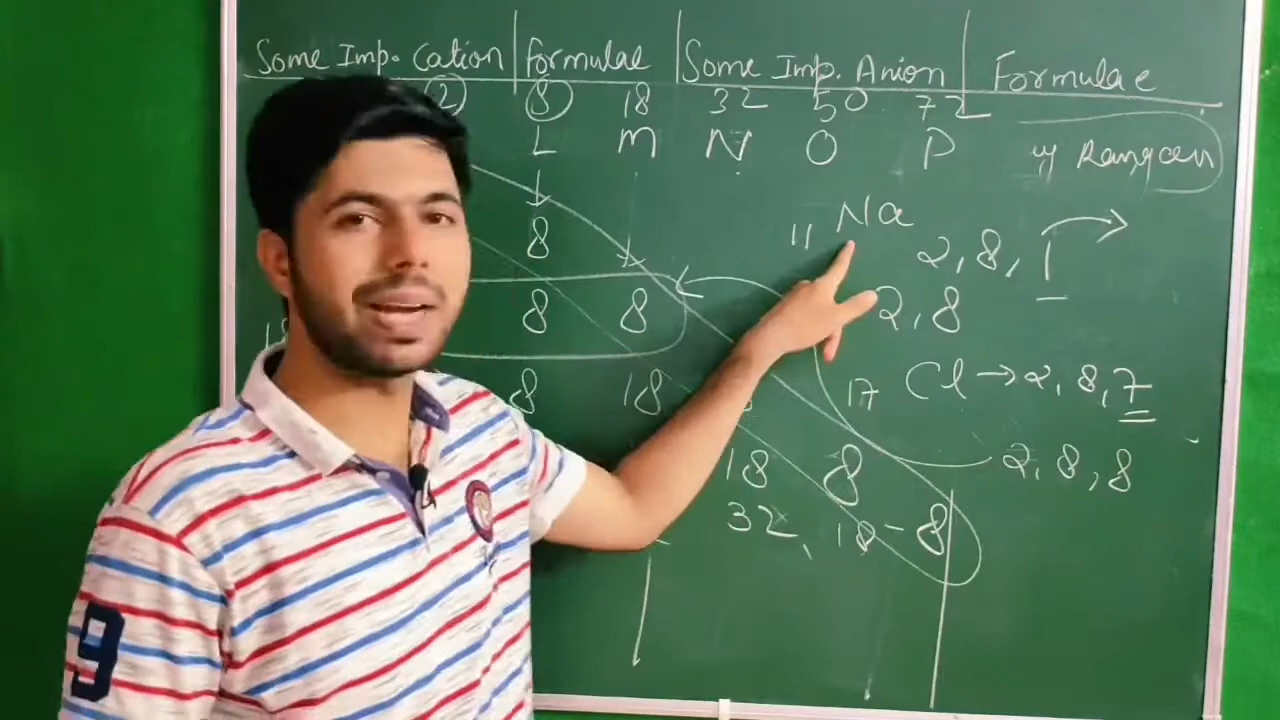 Some Imp. Cation formulae Some Imp. Anion Formulae
2 8 18 32 50 72
L M N O P
8
11 Na 2, 8, 1
8 8
2, 8
8 18
17 Cl → 2, 8, 7
18 8
2, 8, 8
32, 18 - 8
9